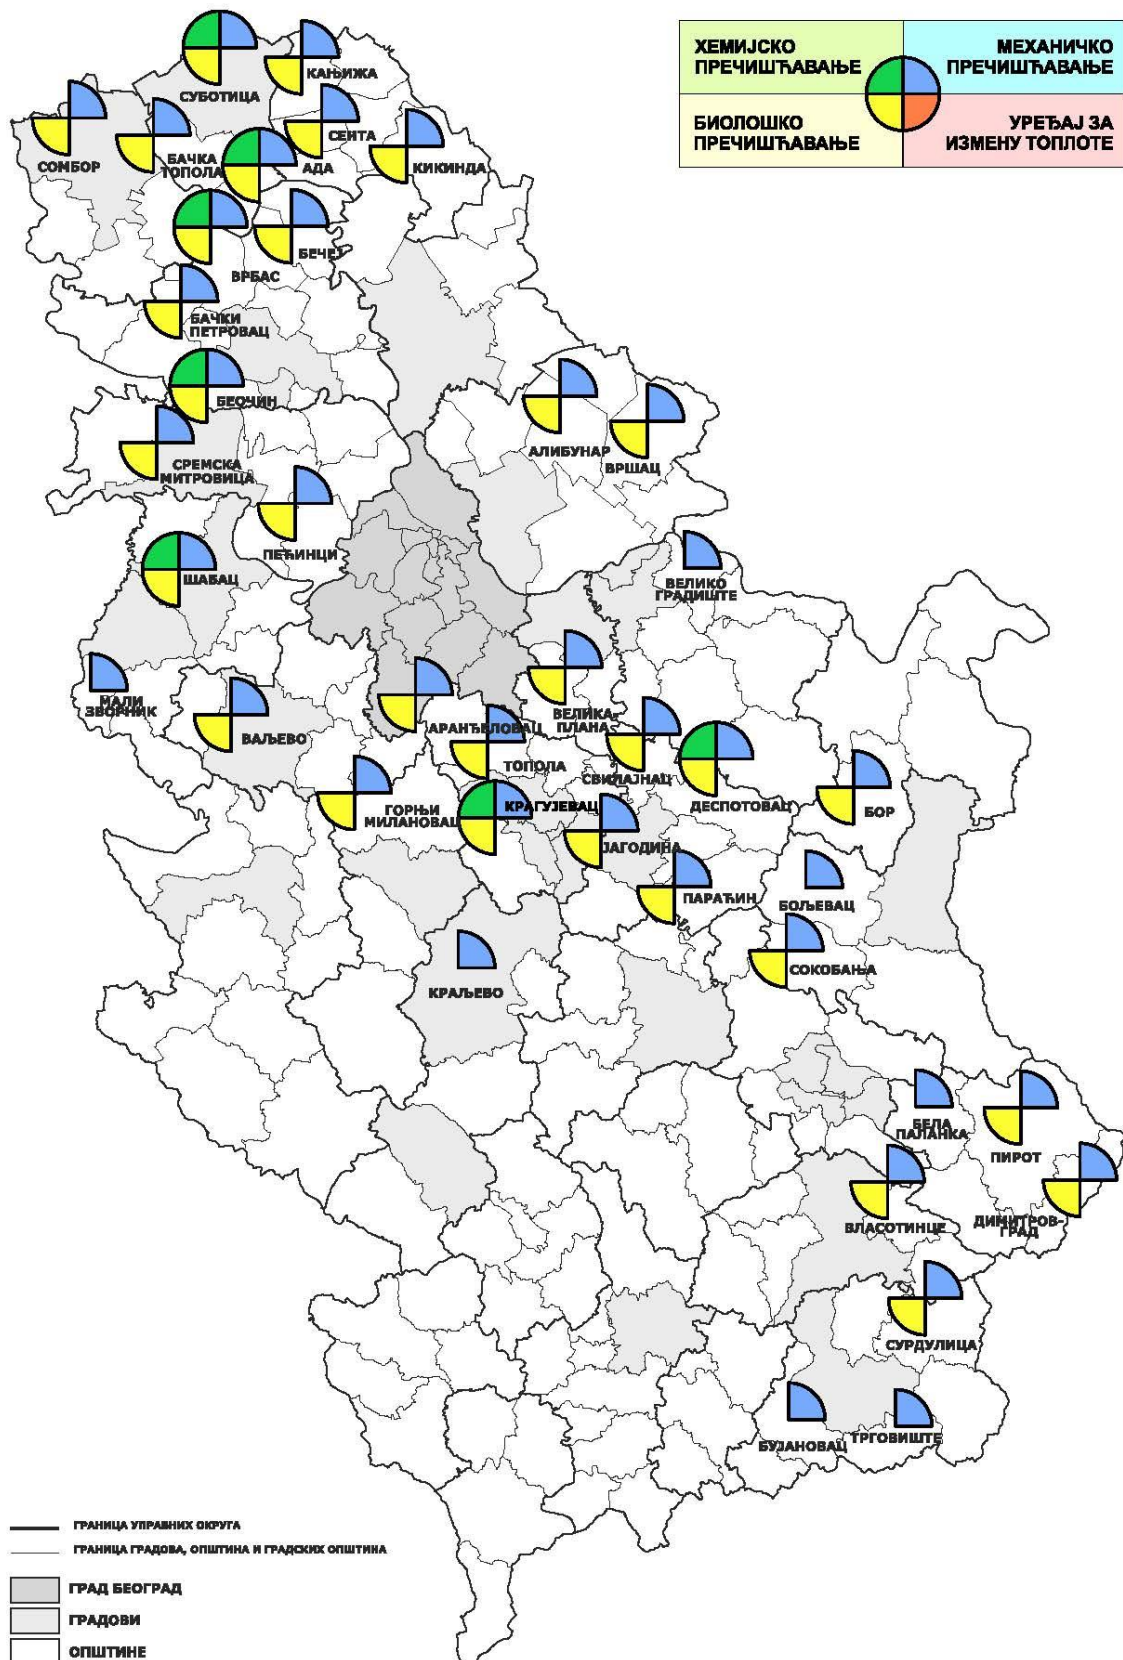 ХЕМИЈСКО
ПРЕЧИШЋАВАЊЕ
МЕХАНИЧКО
ПРЕЧИШЋАВАЊЕ
БИОЛОШКО
ПРЕЧИШЋАВАЊЕ
УРЕЂАЈ ЗА
ИЗМЕНУ ТОПЛОТЕ
СУБОТИЦА
КАЊИЖА
СОМБОР
БАЧКА
ТОПОЛА
СЕНТА
АДА
КИКИНДА
ВРБАС
БЕЧЕЈ
БАЧКИ
ПЕТРОВАЦ
БЕОЧИН
СРЕМСКА
МИТРОВИЦА
АЛИБУНАР
ВРШАЦ
ПЕЋИНЦИ
ШАБАЦ
ВЕЛИКО
ГРАДИШТЕ
МАЛИ
ЗВОРНИК
ВАЉЕВО
АРАНЂЕЛОВАЦ
ВЕЛИКА
ПЛАНА
ТОПОЛА
СВИЛАЈНАЦ
ДЕСПОТОВАЦ
ГОРЊИ
МИЛАНОВАЦ
КРАГУЈЕВАЦ
БОР
ЈАГОДИНА
ПАРАЋИН
БОЉЕВАЦ
СОКОБАЊА
КРАЉЕВО
БЕЛА
ПАЛАНКА
ПИРОТ
ВЛАСОТИНЦЕ
ДИМИТРОВ-
ГРАД
СУРДУЛИЦА
БУЈАНОВАЦ
ТРГОВИШТЕ
ГРАНИЦА УПРАВНИХ ОКРУГА
ГРАНИЦА ГРАДОВА, ОПШТИНА И ГРАДСКИХ ОПШТИНА
ГРАД БЕОГРАД
ГРАДОВИ
ОПШТИНЕ